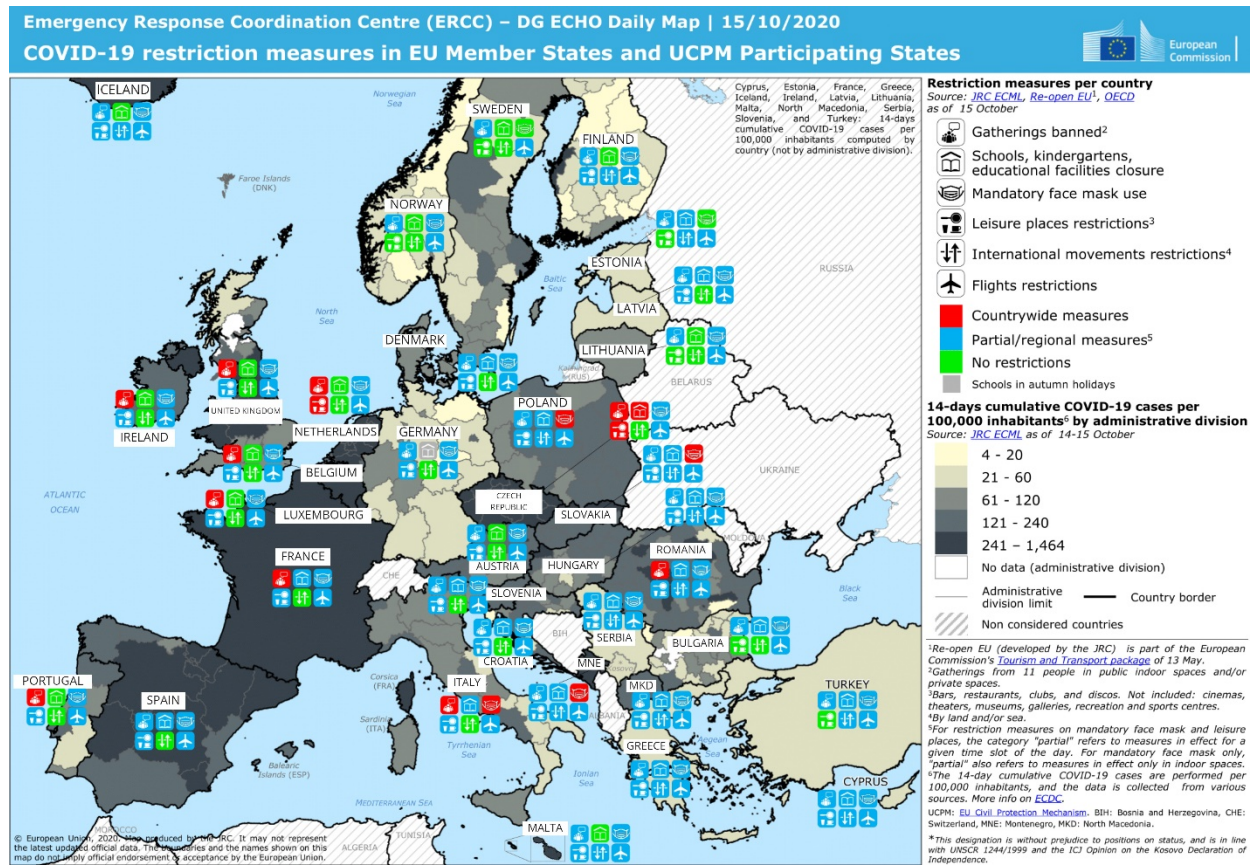 Emergency Response Coordination Centre (ERCC) – DG ECHO Daily Map | 15/10/2020
COVID-19 restriction measures in EU Member States and UCPM Participating States
European
Commission
ICELAND
Norwegian
Sea
SWEDEN
Cyprus, Estonia, France, Greece,
Iceland, Ireland, Latvia, Lithuania,
Malta, North Macedonia, Serbia,
Slovenia, and Turkey: 14-days
cumulative COVID-19 cases per
100,000 inhabitants computed by
country (not by administrative division).
FINLAND
Faroe Islands
(DNK)
NORWAY
ESTONIA
RUSSIA
Baltic
Sea
North
Sea
LATVIA
DENMARK
LITHUANIA
Kaliningrad
(RUS)
BELARUS
UNITED KINGDOM
IRELAND
NETHERLANDS
POLAND
GERMANY
BELGIUM
UKRAINE
ATLANTIC
OCEAN
CZECH
REPUBLIC
LUXEMBOURG
SLOVAKIA
MOLDOVA
FRANCE
ROMANIA
CHE
AUSTRIA
HUNGARY
SLOVENIA
Black
Sea
BIH
SERBIA
BULGARIA
CROATIA
MNE
Kosovo
PORTUGAL
SPAIN
Corsica
(FRA)
ITALY
MKD
TURKEY
ALBANIA
Sardinia
(ITA)
Tyrrhenian
Sea
GREECE
Aegean
Sea
Balearic
Islands (ESP)
Ionian
Sea
CYPRUS
MEDITERRANEAN SEA
MALTA
MOROCCO
ALGERIA
TUNISIA
© European Union, 2020. Map produced by the JRC. It may not represent
the latest updated official data. The boundaries and the names shown on this
map do not imply official endorsement or acceptance by the European Union.
Restriction measures per country
Source: JRC ECML, Re-open EU1, OECD
as of 15 October
Gatherings banned2
Schools, kindergartens,
educational facilities closure
Mandatory face mask use
Leisure places restrictions3
International movements restrictions4
Flights restrictions
Countrywide measures
Partial/regional measures5
No restrictions
Schools in autumn holidays
14-days cumulative COVID-19 cases per
100,000 inhabitants6 by administrative division
Source: JRC ECML as of 14-15 October
4 - 20
21 - 60
61 - 120
121 - 240
241 – 1,464
No data (administrative division)
Administrative
division limit
Country border
Non considered countries
1Re-open EU (developed by the JRC) is part of the European
Commission's Tourism and Transport package of 13 May.
2Gatherings from 11 people in public indoor spaces and/or
private spaces.
3Bars, restaurants, clubs, and discos. Not included: cinemas,
theaters, museums, galleries, recreation and sports centres.
4By land and/or sea.
5For restriction measures on mandatory face mask and leisure
places, the category "partial" refers to measures in effect for a
given time slot of the day. For mandatory face mask only,
"partial" also refers to measures in effect only in indoor spaces.
6The 14-day cumulative COVID-19 cases are performed per
100,000 inhabitants, and the data is collected from various
sources. More info on ECDC.
UCPM: EU Civil Protection Mechanism. BIH: Bosnia and Herzegovina, CHE:
Switzerland, MNE: Montenegro, MKD: North Macedonia.
*This designation is without prejudice to positions on status, and is in line
with UNSCR 1244/1999 and the ICJ Opinion on the Kosovo Declaration of
Independence.